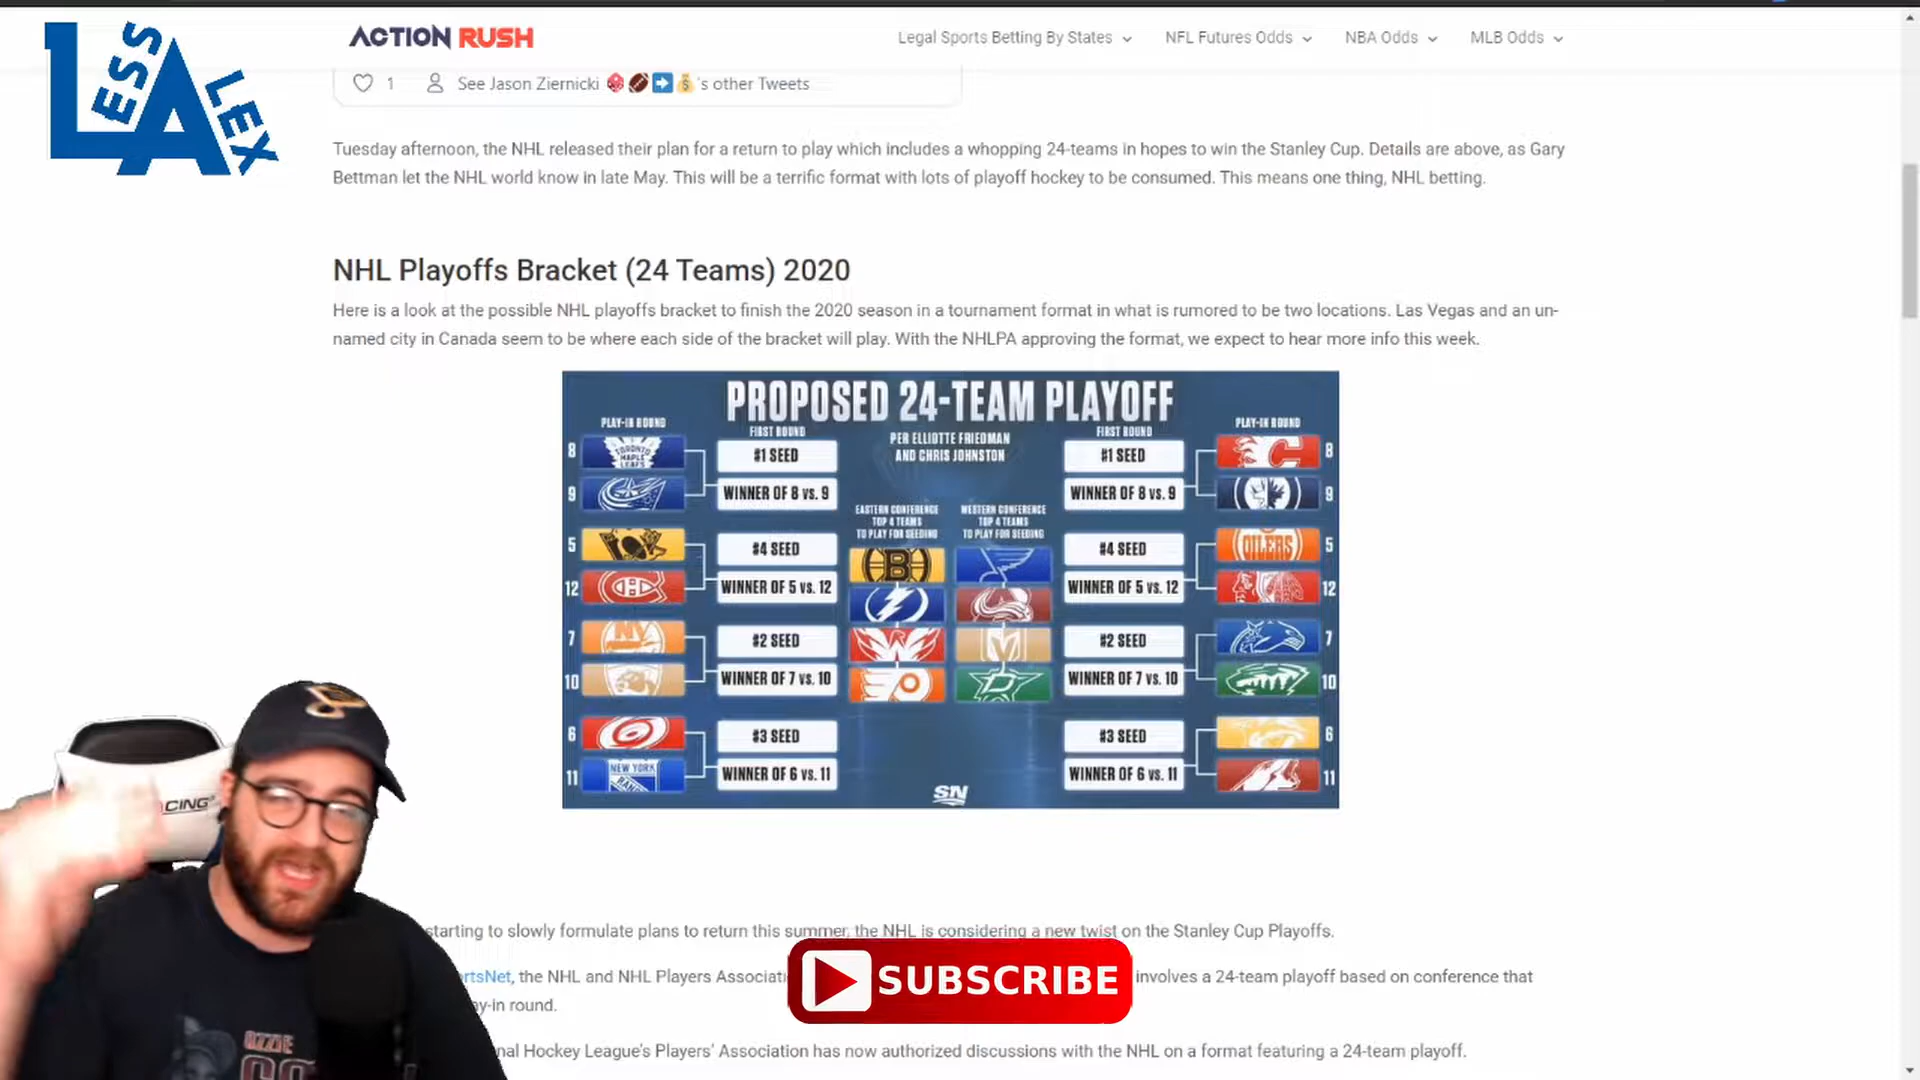 LESS
ALEX
ACTION RUSH
Legal Sports Betting By States
NFL Futures Odds
NBA Odds
MLB Odds
1
See Jason Ziernicki 🎲🏈➡️💰's other Tweets
Tuesday afternoon, the NHL released their plan for a return to play which includes a whopping 24-teams in hopes to win the Stanley Cup. Details are above, as Gary
Bettman let the NHL world know in late May. This will be a terrific format with lots of playoff hockey to be consumed. This means one thing, NHL betting.
NHL Playoffs Bracket (24 Teams) 2020
Here is a look at the possible NHL playoffs bracket to finish the 2020 season in a tournament format in what is rumored to be two locations. Las Vegas and an un-
named city in Canada seem to be where each side of the bracket will play. With the NHLPA approving the format, we expect to hear more info this week.
PROPOSED 24-TEAM PLAYOFF
PER ELLIOTTE FRIEDMAN
AND CHRIS JOHNSTON
PLAY-IN ROUND
FIRST ROUND
8
TORONTO
MAPLE
LEAFS
9
#1 SEED
WINNER OF 8 vs. 9
5
12
#4 SEED
WINNER OF 5 vs. 12
7
NY
10
#2 SEED
WINNER OF 7 vs. 10
6
11
NEW YORK
#3 SEED
WINNER OF 6 vs. 11
EASTERN CONFERENCE
TOP 4 TEAMS
TO PLAY FOR SEEDING
B
WESTERN CONFERENCE
TOP 4 TEAMS
TO PLAY FOR SEEDING
D
SN
FIRST ROUND
PLAY-IN ROUND
#1 SEED
WINNER OF 8 vs. 9
C
8
9
#4 SEED
WINNER OF 5 vs. 12
OILERS
5
12
#2 SEED
WINNER OF 7 vs. 10
7
10
#3 SEED
WINNER OF 6 vs. 11
6
11
starting to slowly formulate plans to return this summer, the NHL is considering a new twist on the Stanley Cup Playoffs.
ortsNet, the NHL and NHL Players Associati
involves a 24-team playoff based on conference that
ay-in round.
nal Hockey League's Players' Association has now authorized discussions with the NHL on a format featuring a 24-team playoff.
SUBSCRIBE
CING
OZZIE